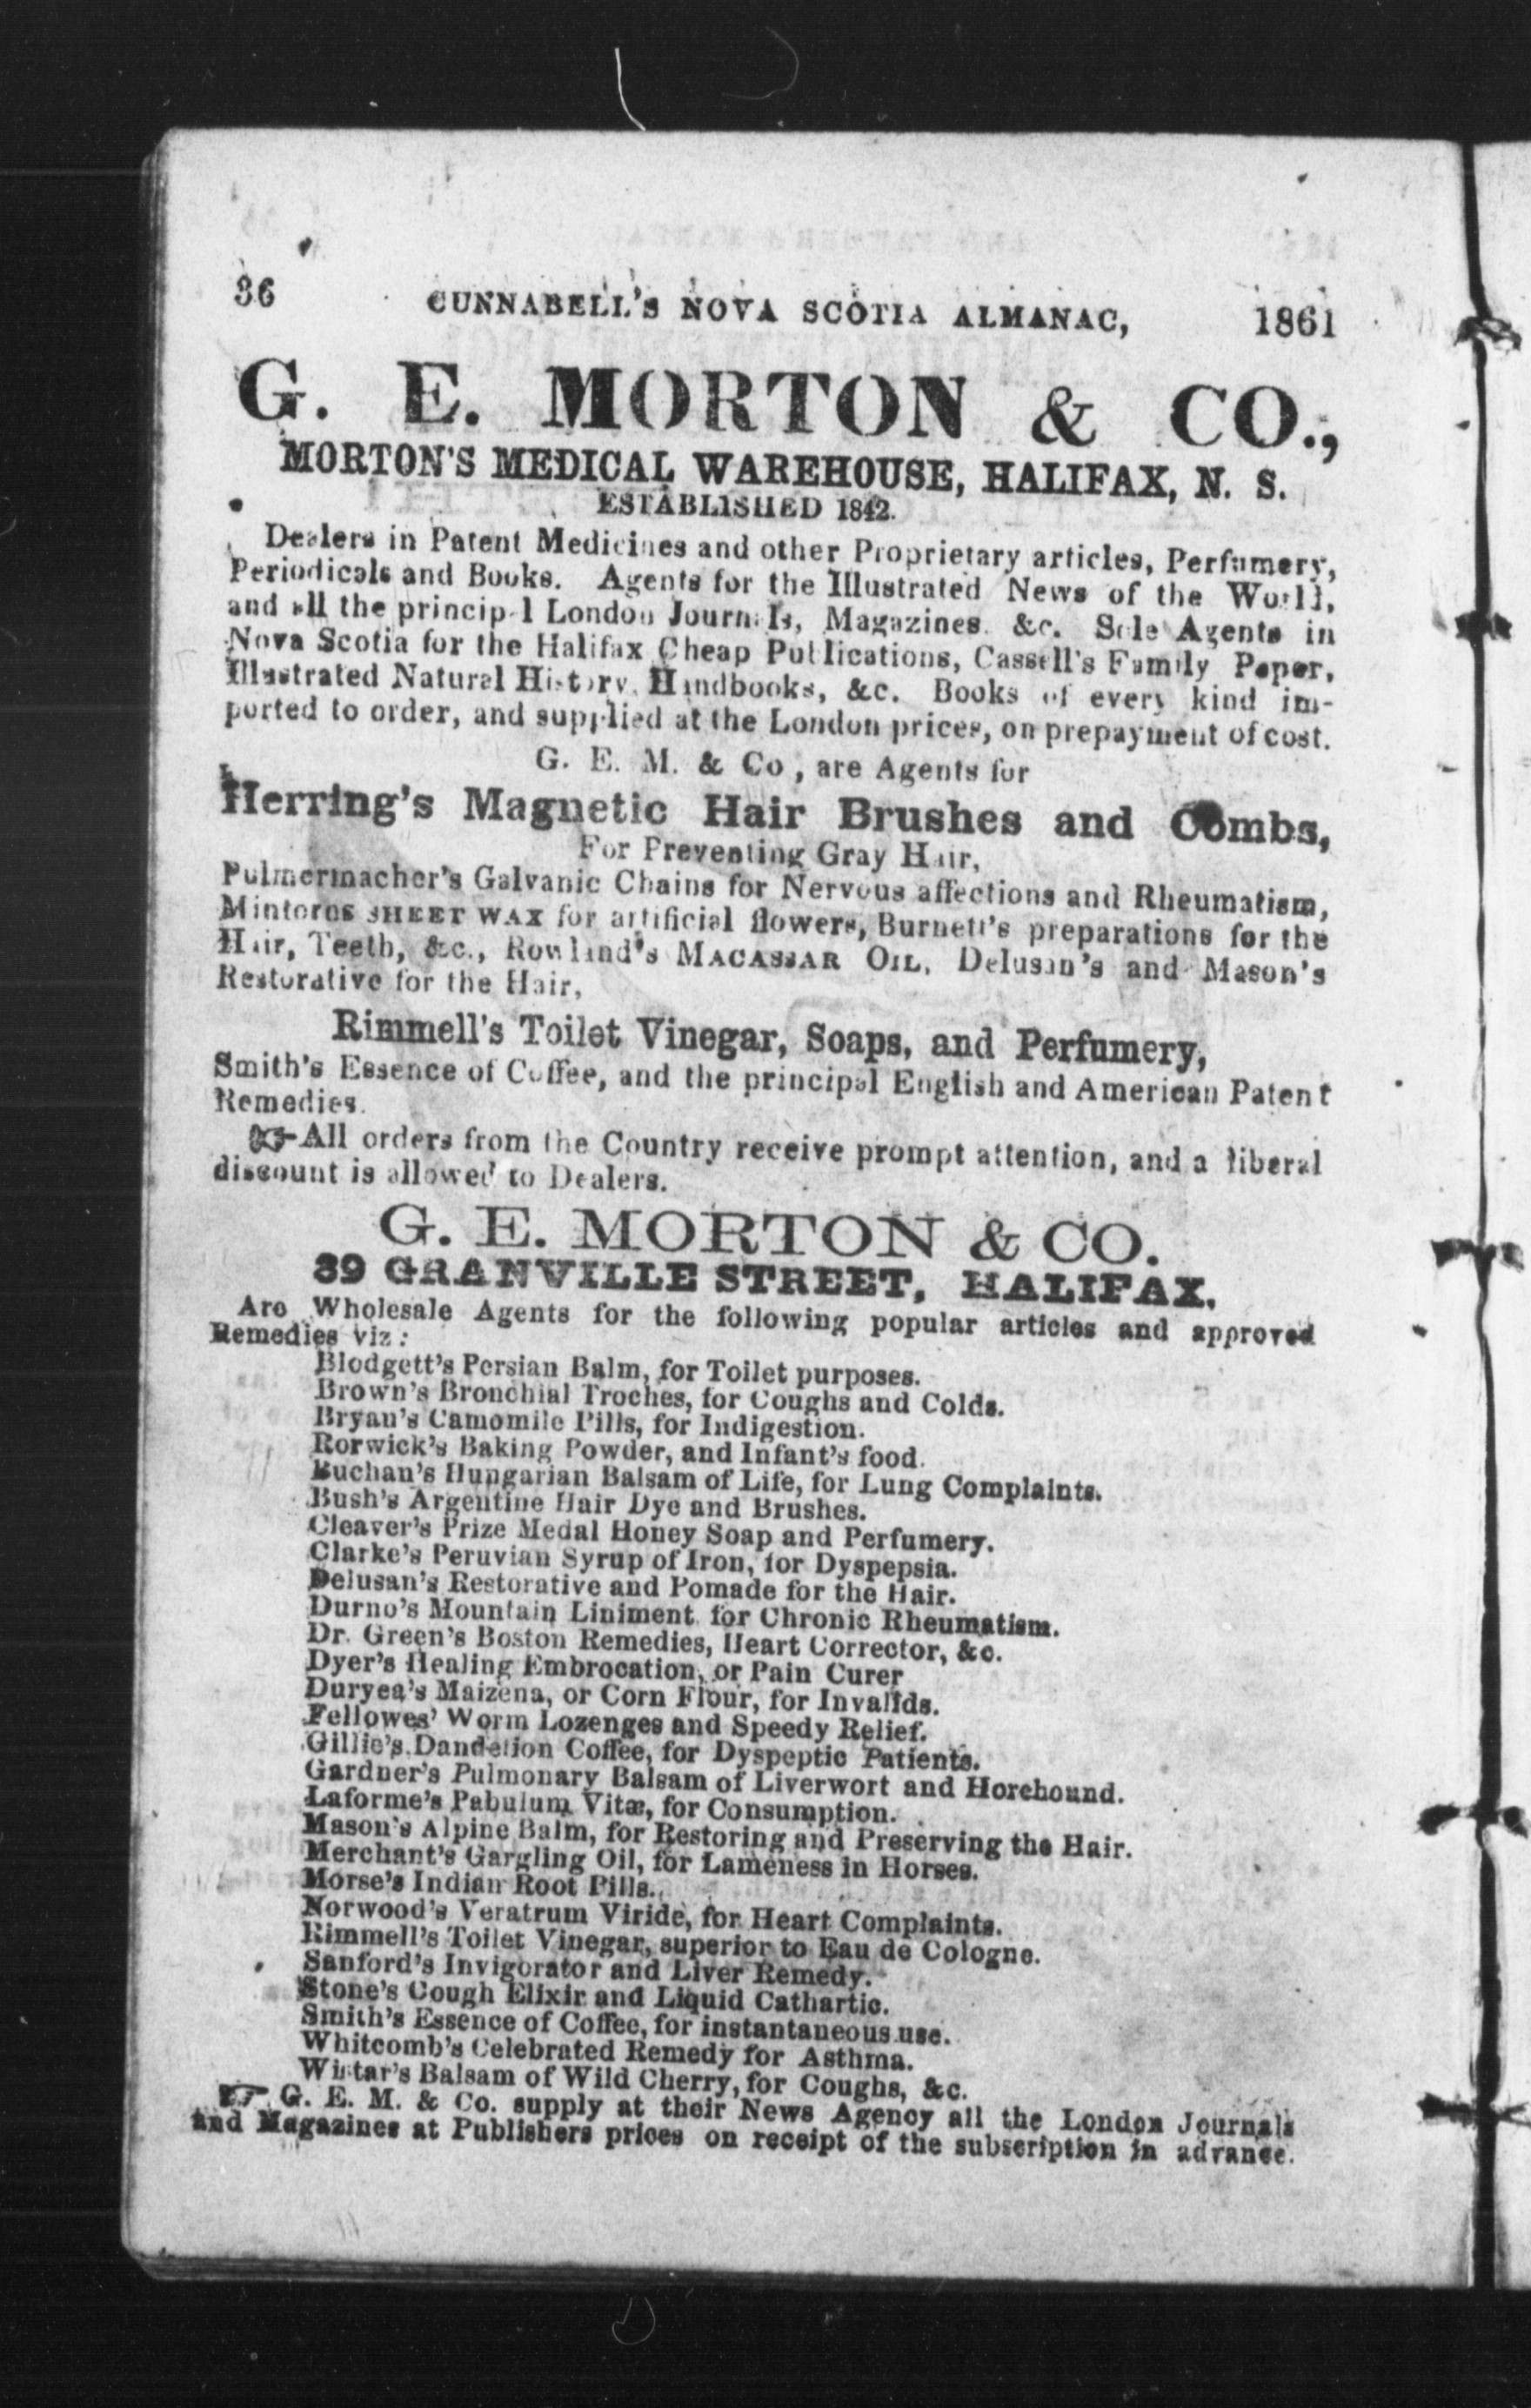 36 CUNNABELL'S NOVA SCOTIA ALMANAC, 1861
G. E. MORTON & CO.,
MORTON'S MEDICAL WAREHOUSE, HALIFAX, N. S.
ESTABLISHED 1842.
Dealers in Patent Medicines and other Proprietary articles, Perfumery,
Periodicals and Books. Agents for the Illustrated News of the World,
and all the principal London Journals, Magazines &c. Sole Agents in
Nova Scotia for the Halifax Cheap Publications, Cassell's Family Paper,
Illustrated Natural History, Handbooks, &c. Books of every kind im-
ported to order, and supplied at the London prices, on prepayment of cost.
G. E. M. & Co, are Agents for
Herring's Magnetic Hair Brushes and Combs,
For Preventing Gray Hair,
Pulmermacher's Galvanic Chains for Nervous affections and Rheumatism,
Mintorns SHEET WAX for artificial flowers, Burnett's preparations for the
Hair, Teeth, &c., Rowland's MACASSAR OIL, Delusan's and Mason's
Restorative for the Hair,
Rimmell's Toilet Vinegar, Soaps, and Perfumery,
Smith's Essence of Coffee, and the principal English and American Patent
Remedies.
☞All orders from the Country receive prompt attention, and a liberal
discount is allowed to Dealers.
G. E. MORTON & CO.
39 GRANVILLE STREET, HALIFAX.
Are Wholesale Agents for the following popular articles and approved
Remedies viz:
Blodgett's Persian Balm, for Toilet purposes.
Brown's Bronchial Troches, for Coughs and Colds.
Bryan's Camomile Pills, for Indigestion.
Rorwick's Baking Powder, and Infant's food.
Buchan's Hungarian Balsam of Life, for Lung Complaints.
Bush's Argentine Hair Dye and Brushes.
Cleaver's Prize Medal Honey Soap and Perfumery.
Clarke's Peruvian Syrup of Iron, for Dyspepsia.
Delusan's Restorative and Pomade for the Hair.
Durno's Mountain Liniment for Chronic Rheumatism.
Dr. Green's Boston Remedies, Heart Corrector, &c.
Dyer's Healing Embrocation, or Pain Curer
Duryea's Maizena, or Corn Flour, for Invalids.
Fellowes' Worm Lozenges and Speedy Relief.
Gillie's Dandelion Coffee, for Dyspeptic Patients.
Gardner's Pulmonary Balsam of Liverwort and Horehound.
Laforme's Pabulum Vitæ, for Consumption.
Mason's Alpine Balm, for Restoring and Preserving the Hair.
Merchant's Gargling Oil, for Lameness in Horses.
Morse's Indian Root Pills.
Norwood's Veratrum Viride, for Heart Complaints.
Rimmell's Toilet Vinegar, superior to Eau de Cologne.
Sanford's Invigorator and Liver Remedy.
Stone's Cough Elixir and Liquid Cathartic.
Smith's Essence of Coffee, for instantaneous use.
Whitcomb's Celebrated Remedy for Asthma.
Wistar's Balsam of Wild Cherry, for Coughs, &c.
☞ G. E. M. & Co. supply at their News Agency all the London Journals
and Magazines at Publishers prices on receipt of the subscription in advance.